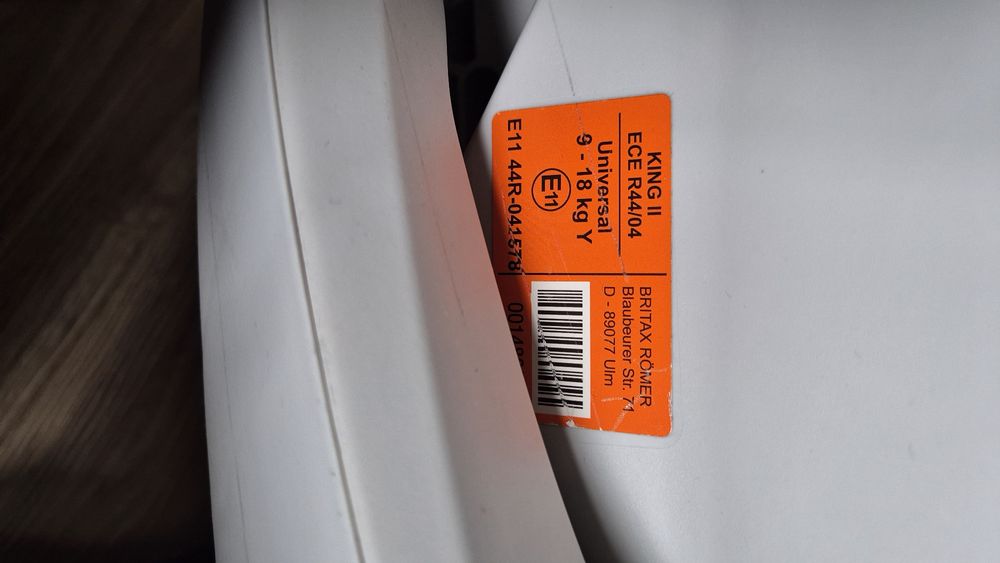 KING II
ECE R44/04
Universal
9 - 18 kg Y
E11
E11 44R-041578
BRITAX RÖMER
Blaubeurer Str. 71
D - 89077 Ulm